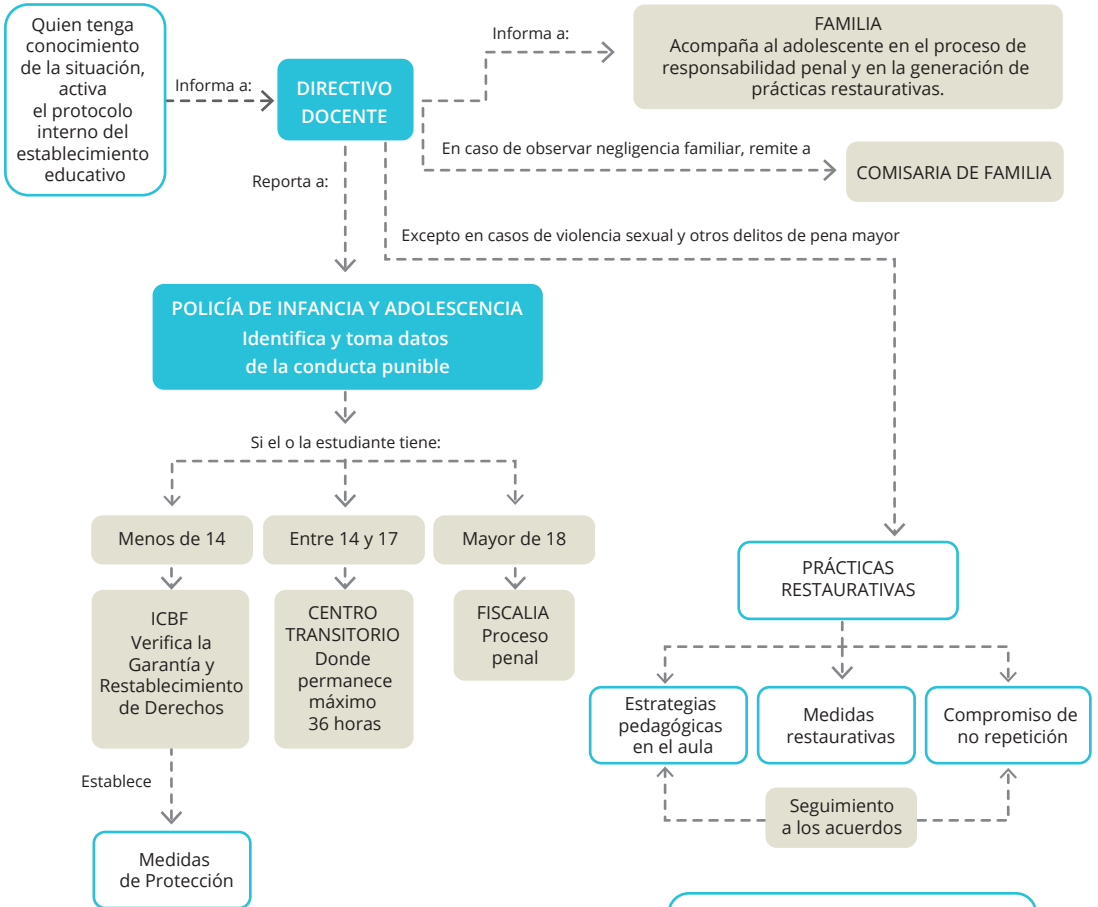 Quien tenga
conocimiento
de la situación,
activa
el protocolo
interno del
establecimiento
educativo
Informa a:
DIRECTIVO
DOCENTE
Informa a:
FAMILIA
Acompaña al adolescente en el proceso de
responsabilidad penal y en la generación de
prácticas restaurativas.
En caso de observar negligencia familiar, remite a
COMISARIA DE FAMILIA
Reporta a:
Excepto en casos de violencia sexual y otros delitos de pena mayor
POLICÍA DE INFANCIA Y ADOLESCENCIA
Identifica y toma datos
de la conducta punible
Si el o la estudiante tiene:
Menos de 14
Entre 14 y 17
Mayor de 18
ICBF
Verifica la
Garantía y
Restablecimiento
de Derechos
CENTRO
TRANSITORIO
Donde
permanece
máximo
36 horas
FISCALIA
Proceso
penal
Establece
Medidas
de Protección
PRÁCTICAS
RESTAURATIVAS
Estrategias
pedagógicas
en el aula
Medidas
restaurativas
Compromiso de
no repetición
Seguimiento
a los acuerdos